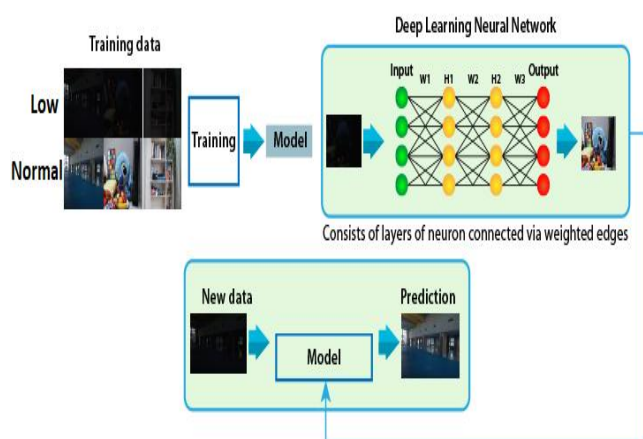 Deep Learning Neural Network
Training data
Low
Normal
Training
Model
Input W1 H1 W2 H2 W3 Output
Consists of layers of neuron connected via weighted edges
New data
Model
Prediction